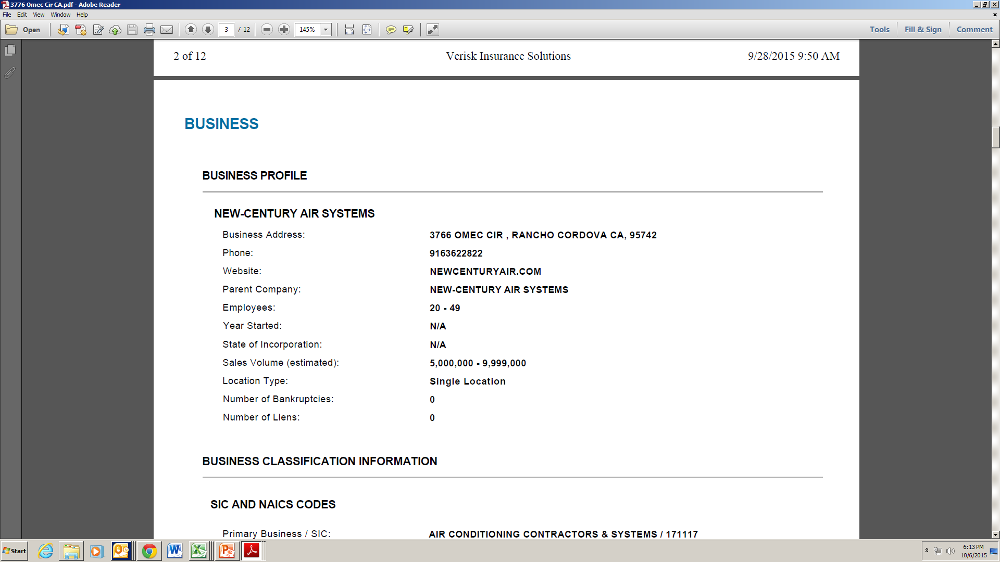 3776 Omec Cir CA.pdf - Adobe Reader
File Edit View Window Help
Open 3 / 12 145% Tools Fill & Sign Comment
2 of 12 Verisk Insurance Solutions 9/28/2015 9:50 AM
BUSINESS
BUSINESS PROFILE
NEW-CENTURY AIR SYSTEMS
Business Address: 3766 OMEC CIR , RANCHO CORDOVA CA, 95742
Phone: 9163622822
Website: NEWCENTURYAIR.COM
Parent Company: NEW-CENTURY AIR SYSTEMS
Employees: 20 - 49
Year Started: N/A
State of Incorporation: N/A
Sales Volume (estimated): 5,000,000 - 9,999,000
Location Type: Single Location
Number of Bankruptcies: 0
Number of Liens: 0
BUSINESS CLASSIFICATION INFORMATION
SIC AND NAICS CODES
Primary Business / SIC: AIR CONDITIONING CONTRACTORS & SYSTEMS / 171117
Start
6:13 PM
10/6/2015